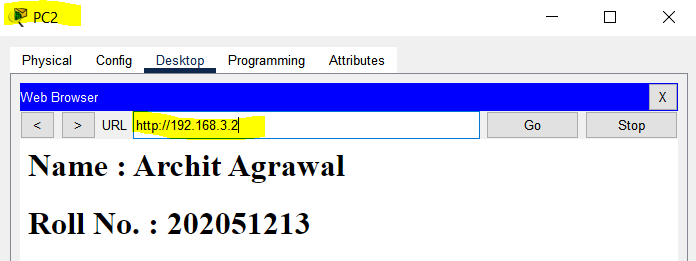 PC2
Physical Config Desktop Programming Attributes
Web Browser X
< > URL http://192.168.3.2 Go Stop
Name : Archit Agrawal
Roll No. : 202051213